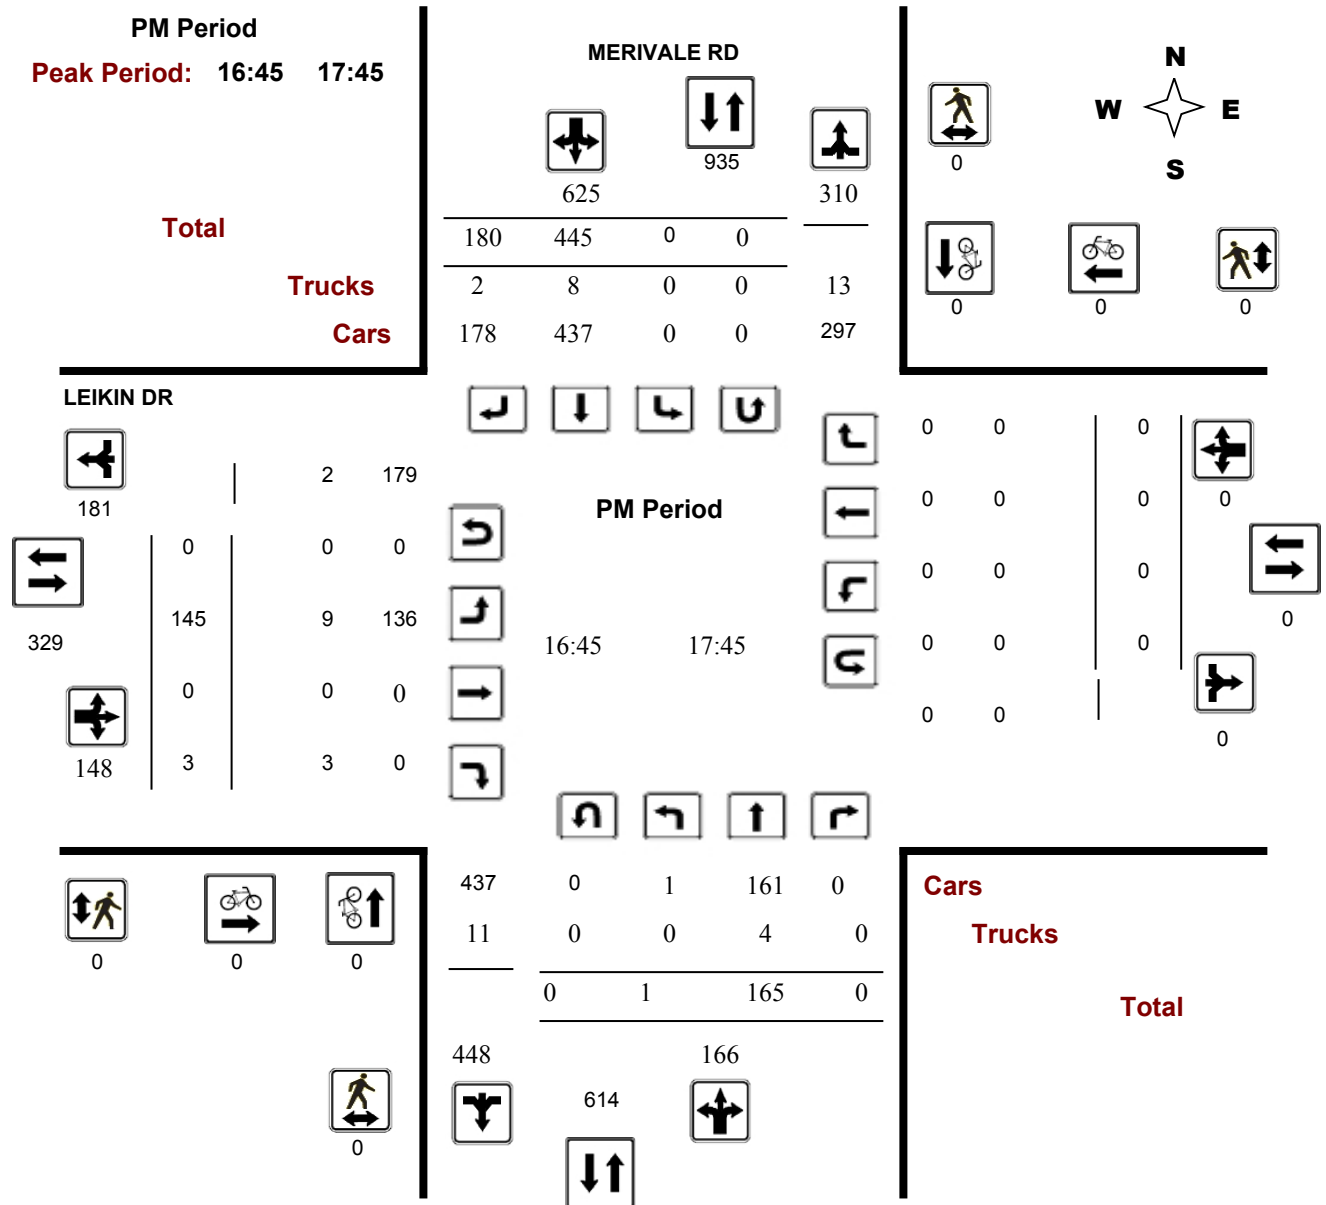 PM Period
Peak Period: 16:45 17:45
MERIVALE RD
N
W E
S
935
0
625 310
Total
180 445 0 0
Trucks 2 8 0 0 13
0 0 0
Cars 178 437 0 0 297
LEIKIN DR
0 0 0
2 179
181
PM Period
0 0 0 0
0 0 0
0 0 0
145 9 136
0
329
16:45 17:45
0 0 0
0 0 0
0 0
0
148 3 3 0
437 0 1 161 0 Cars
11 0 0 4 0 Trucks
0 0 0
0 1 165 0 Total
448 166
614
0